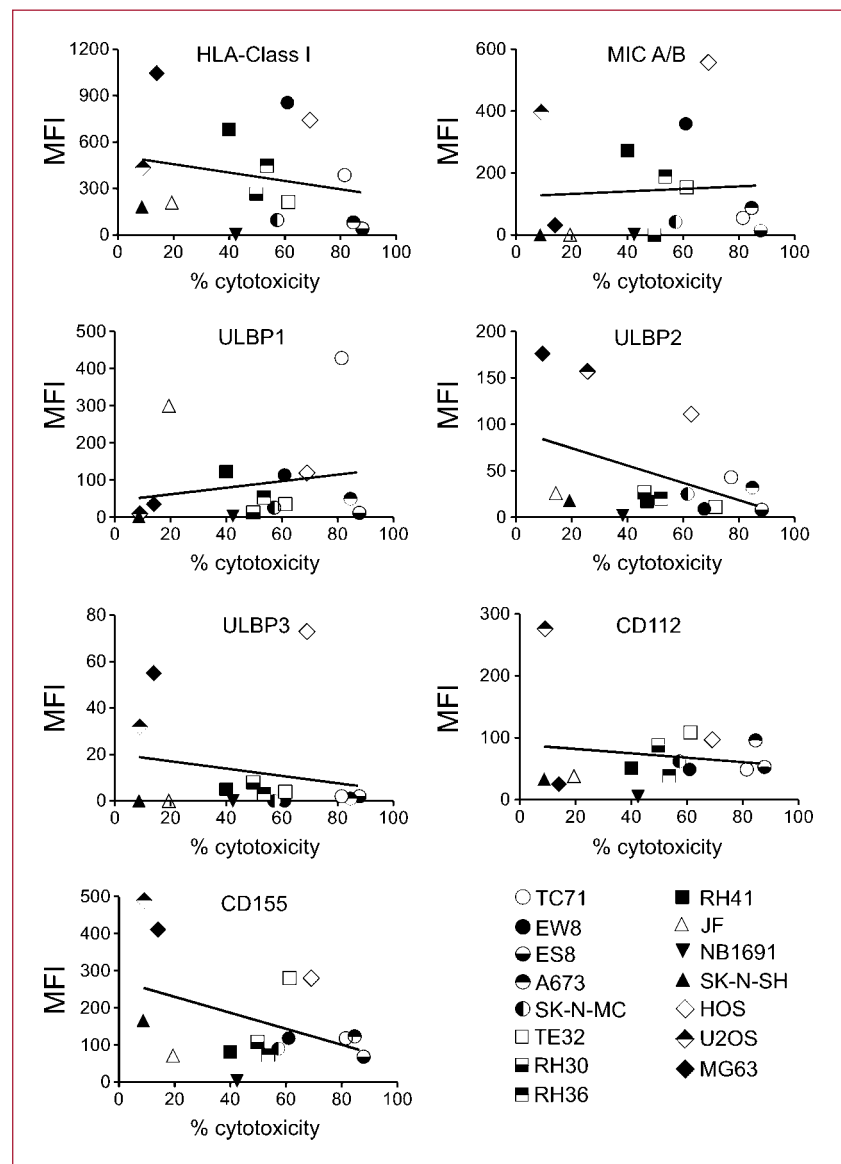 HLA-Class I
MFI
1200
900
600
300
0
0 20 40 60 80 100
% cytotoxicity
MIC A/B
MFI
600
400
200
0
0 20 40 60 80 100
% cytotoxicity
ULBP1
MFI
500
400
300
200
100
0
0 20 40 60 80 100
% cytotoxicity
ULBP2
MFI
200
150
100
50
0
0 20 40 60 80 100
% cytotoxicity
ULBP3
MFI
80
60
40
20
0
0 20 40 60 80 100
% cytotoxicity
CD112
MFI
300
200
100
0
0 20 40 60 80 100
% cytotoxicity
CD155
MFI
500
400
300
200
100
0
0 20 40 60 80 100
% cytotoxicity
TC71
EW8
ES8
A673
SK-N-MC
TE32
RH30
RH36
RH41
JF
NB1691
SK-N-SH
HOS
U2OS
MG63